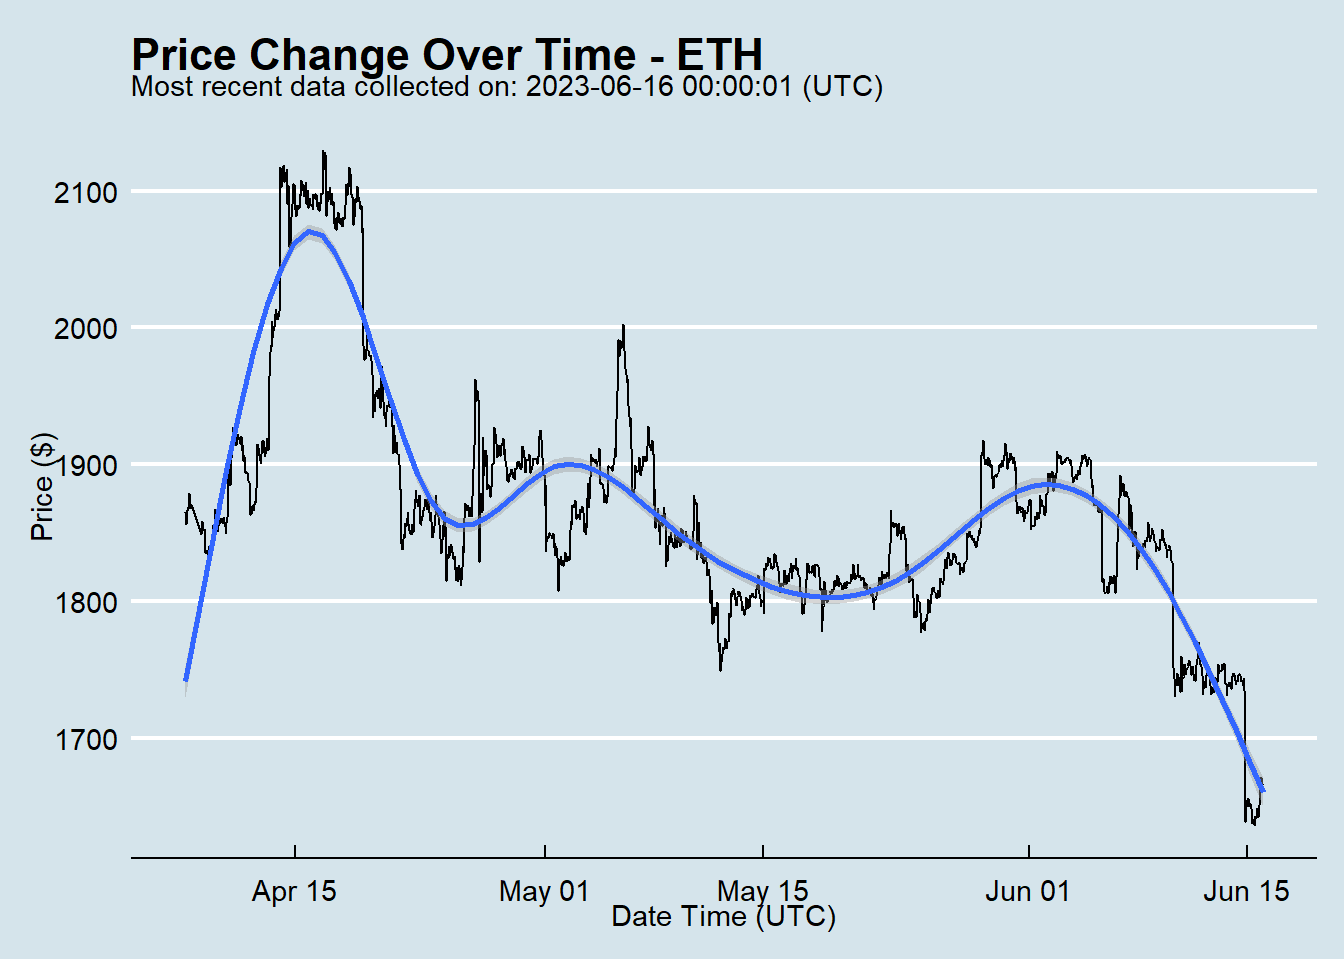 Price Change Over Time - ETH
Most recent data collected on: 2023-06-16 00:00:01 (UTC)
Price ($)
2100
2000
1900
1800
1700
Apr 15
May 01
May 15
Jun 01
Jun 15
Date Time (UTC)